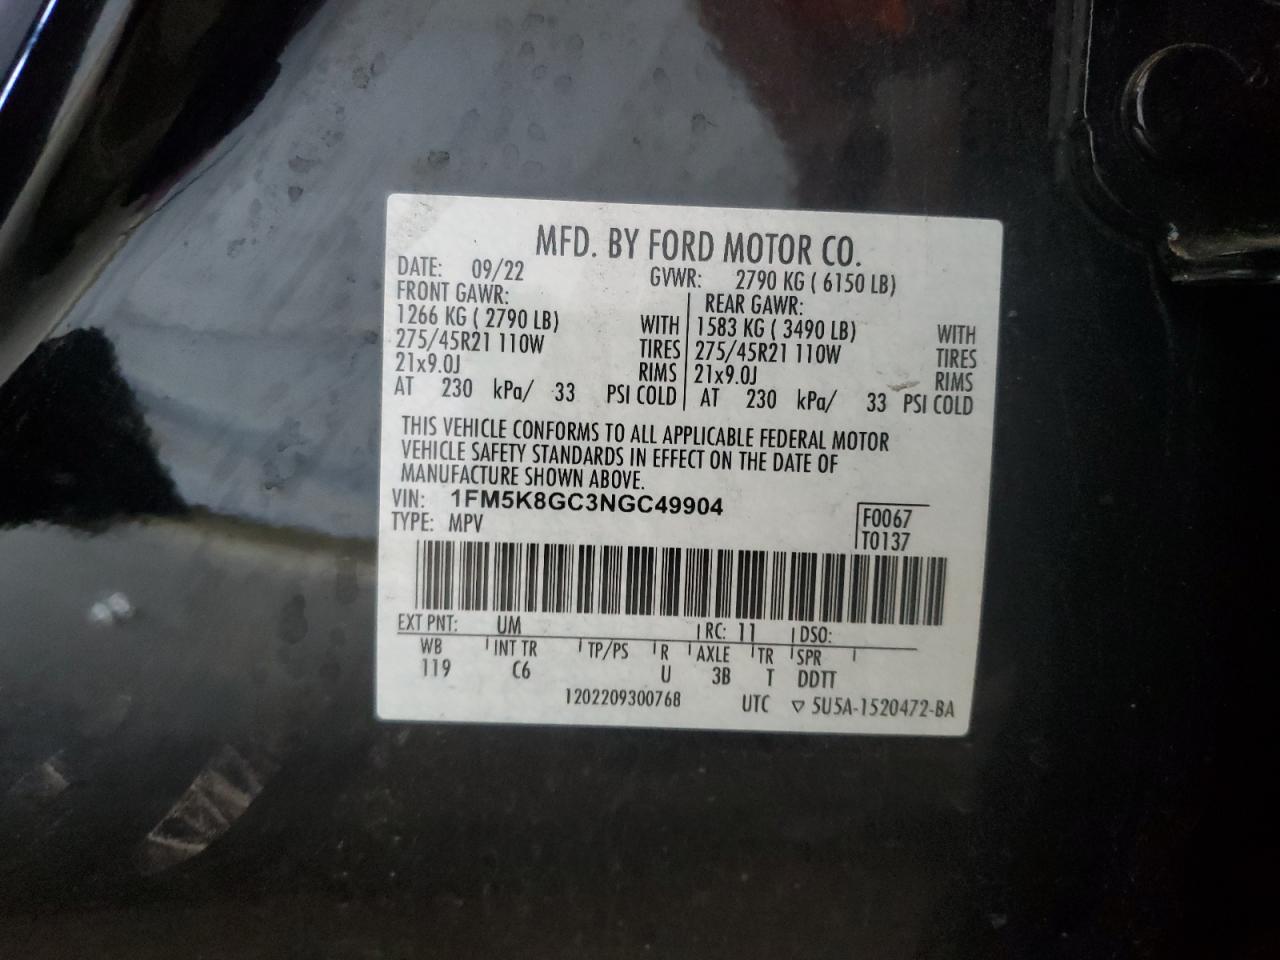 MFD. BY FORD MOTOR CO.
DATE: 09/22 GVWR: 2790 KG ( 6150 LB)
FRONT GAWR: REAR GAWR:
1266 KG ( 2790 LB) WITH 1583 KG ( 3490 LB) WITH
275/45R21 110W TIRES 275/45R21 110W TIRES
21x9.0J RIMS 21x9.0J RIMS
AT 230 kPa/ 33 PSI COLD AT 230 kPa/ 33 PSI COLD
THIS VEHICLE CONFORMS TO ALL APPLICABLE FEDERAL MOTOR
VEHICLE SAFETY STANDARDS IN EFFECT ON THE DATE OF
MANUFACTURE SHOWN ABOVE.
VIN: 1FM5K8GC3NGC49904 F0067
TYPE: MPV T0137
EXT PNT: UM RC: 11 DSO:
WB INT TR TP/PS R AXLE TR SPR
119 C6 U 3B T DDTT
1202209300768 UTC ▽ 5U5A-1520472-BA